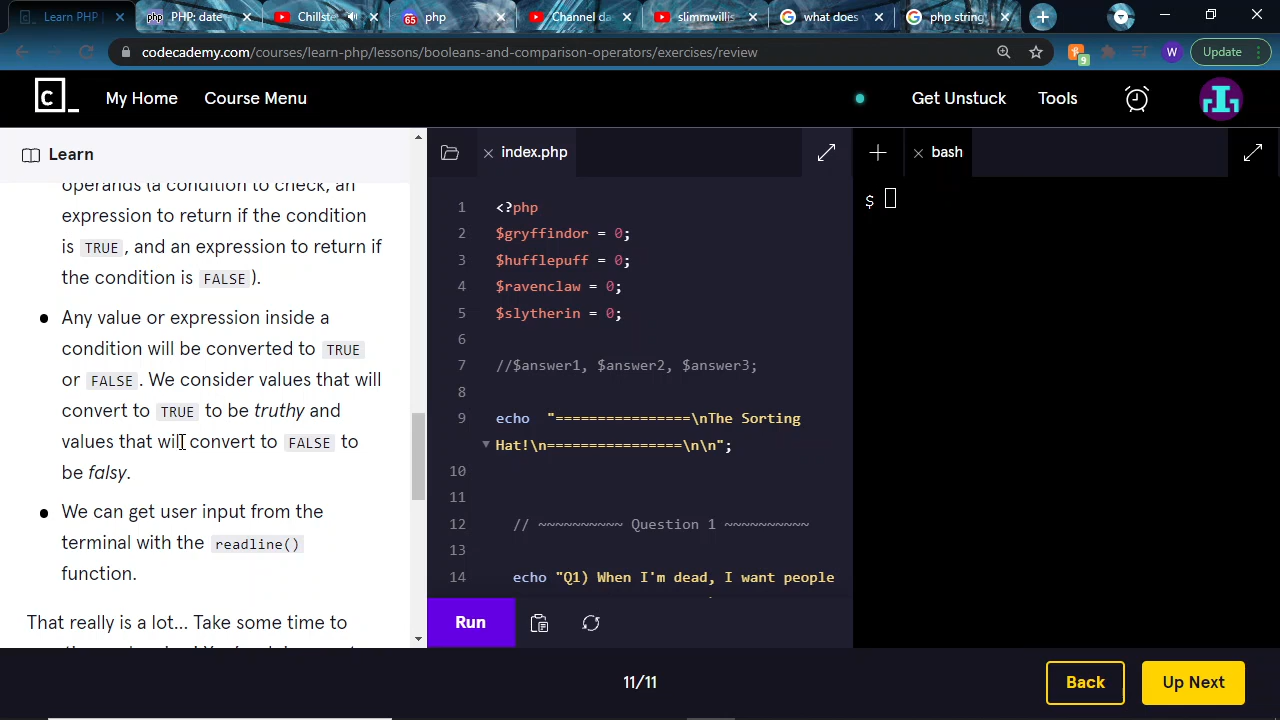 Learn PHP
PHP: date
Chillste
php
Channel da
slimmwillis
what does
php string
codecademy.com/courses/learn-php/lessons/booleans-and-comparison-operators/exercises/review
9
W
Update
C_
My Home
Course Menu
Get Unstuck
Tools
Learn
index.php
bash
operands (a condition to check, an
expression to return if the condition
is TRUE, and an expression to return if
the condition is FALSE).
Any value or expression inside a
condition will be converted to TRUE
or FALSE. We consider values that will
convert to TRUE to be truthy and
values that will convert to FALSE to
be falsy.
We can get user input from the
terminal with the readline()
function.
That really is a lot... Take some time to
1 <?php
2 $gryffindor = 0;
3 $hufflepuff = 0;
4 $ravenclaw = 0;
5 $slytherin = 0;
6
7 //$answer1, $answer2, $answer3;
8
9 echo "================\nThe Sorting
Hat!\n================\n\n";
10
11
12 // ~~~~~~~~~~ Question 1 ~~~~~~~~~~
13
14 echo "Q1) When I'm dead, I want people
$
Run
11/11
Back
Up Next